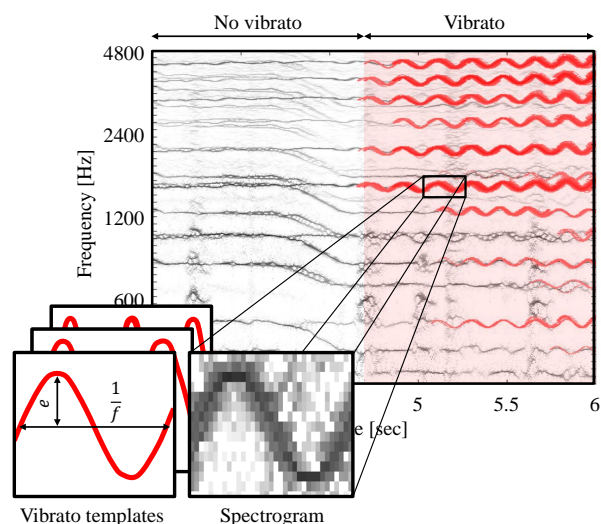 No vibrato
Vibrato
4800
2400
1200
600
Frequency [Hz]
5
5.5
6
e [sec]
e
1
f
Vibrato templates
Spectrogram